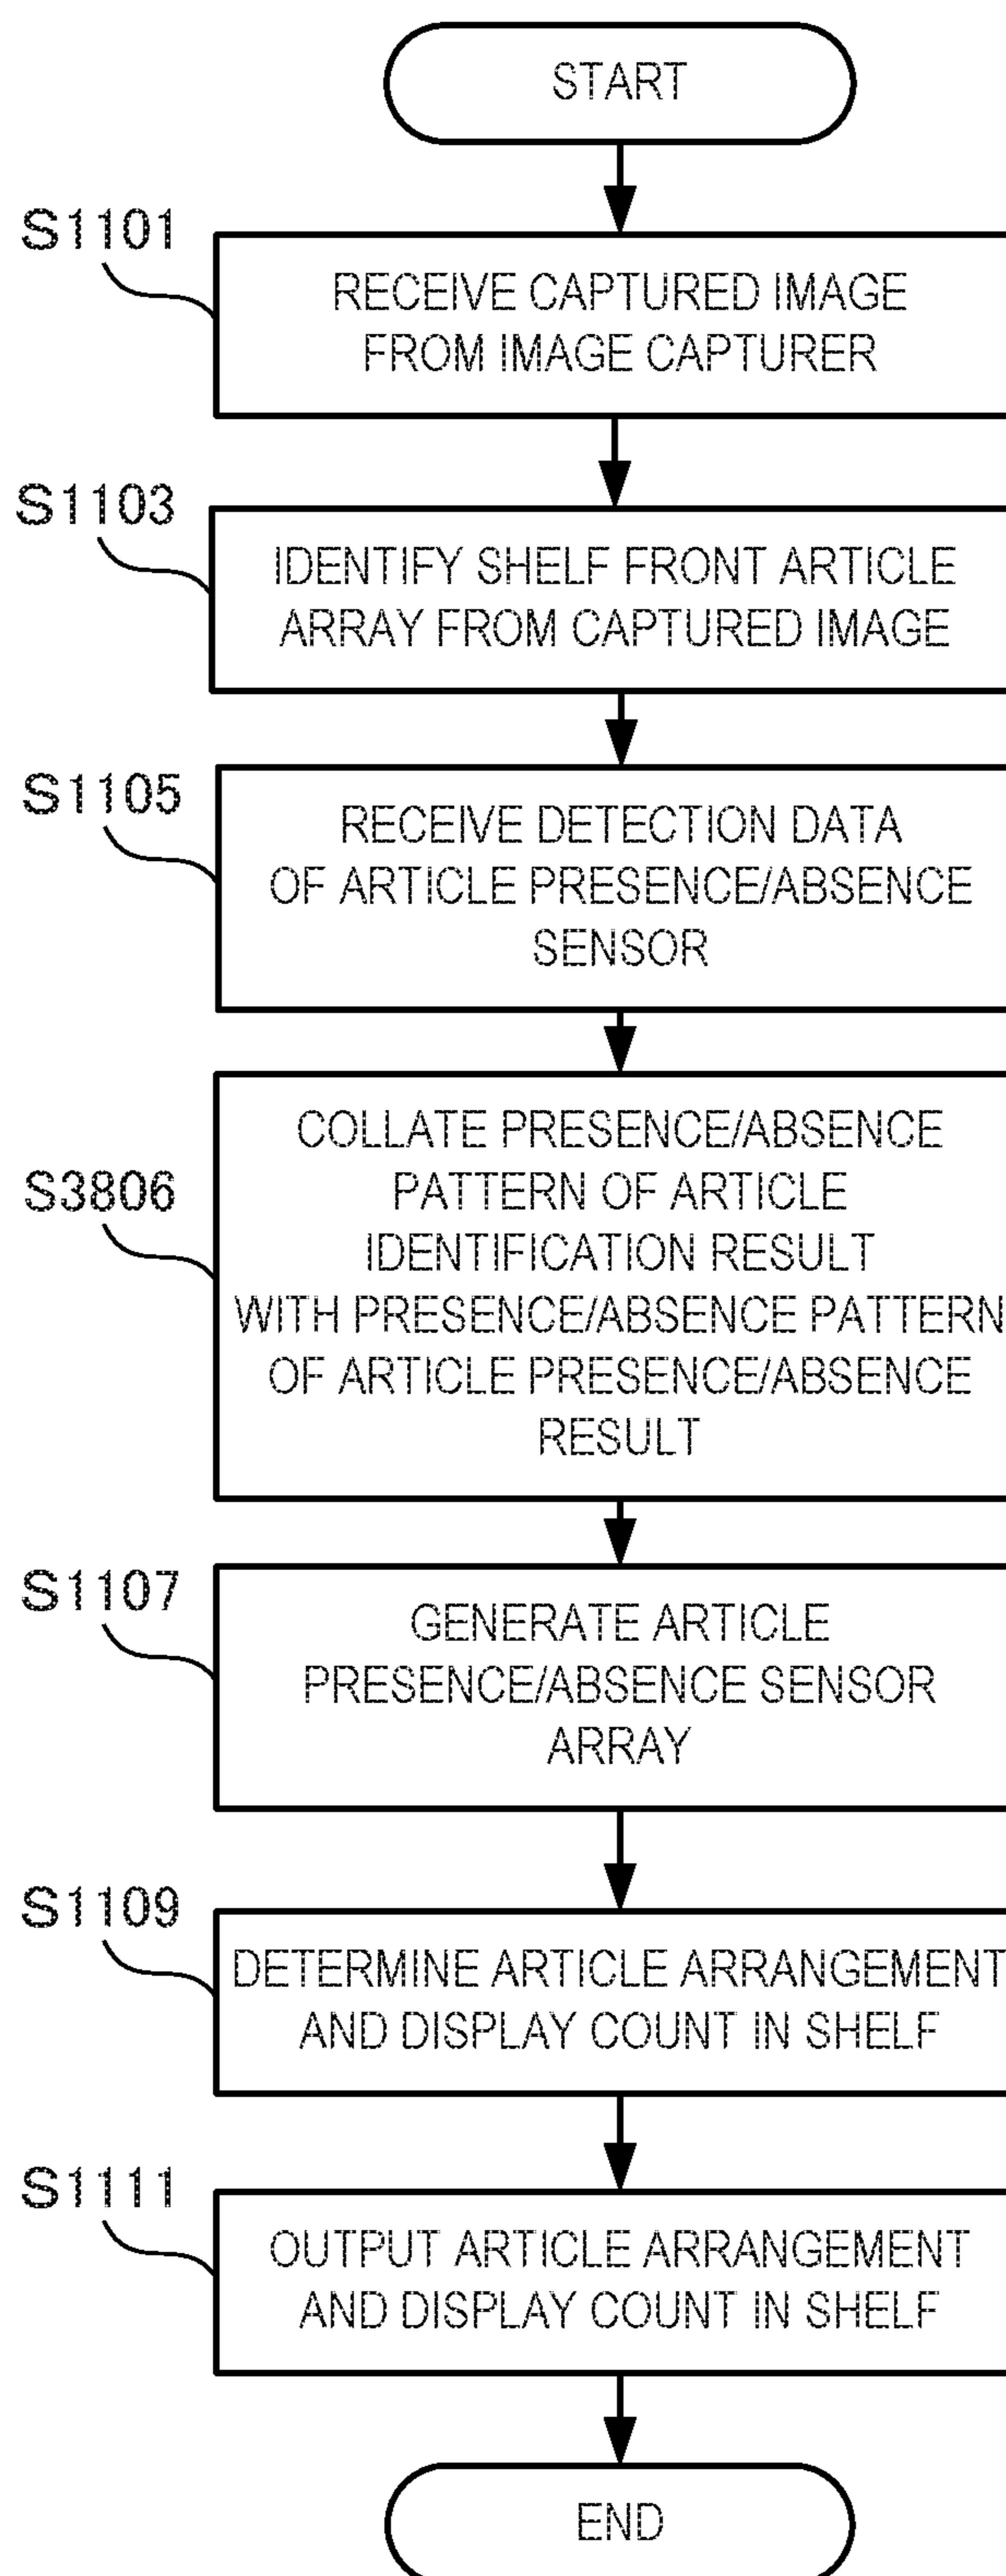 START
S1101
RECEIVE CAPTURED IMAGE
FROM IMAGE CAPTURER
S1103
IDENTIFY SHELF FRONT ARTICLE
ARRAY FROM CAPTURED IMAGE
S1105
RECEIVE DETECTION DATA
OF ARTICLE PRESENCE/ABSENCE
SENSOR
S3806
COLLATE PRESENCE/ABSENCE
PATTERN OF ARTICLE
IDENTIFICATION RESULT
WITH PRESENCE/ABSENCE PATTERN
OF ARTICLE PRESENCE/ABSENCE
RESULT
S1107
GENERATE ARTICLE
PRESENCE/ABSENCE SENSOR
ARRAY
S1109
DETERMINE ARTICLE ARRANGEMENT
AND DISPLAY COUNT IN SHELF
S1111
OUTPUT ARTICLE ARRANGEMENT
AND DISPLAY COUNT IN SHELF
END